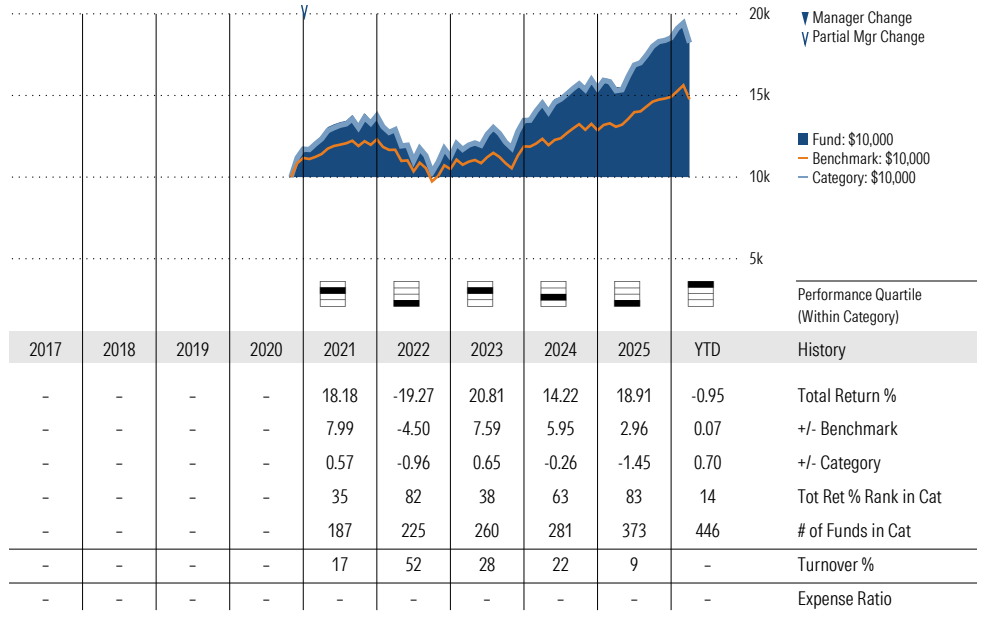 20k
▼ Manager Change
Partial Mgr Change
15k
Fund: $10,000
Benchmark: $10,000
Category: $10,000
10k
5k
Performance Quartile
(Within Category)
2017 2018 2019 2020 2021 2022 2023 2024 2025 YTD History
– – – – 18.18 -19.27 20.81 14.22 18.91 -0.95 Total Return %
– – – – 7.99 -4.50 7.59 5.95 2.96 0.07 +/- Benchmark
– – – – 0.57 -0.96 0.65 -0.26 -1.45 0.70 +/- Category
– – – – 35 82 38 63 83 14 Tot Ret % Rank in Cat
– – – – 187 225 260 281 373 446 # of Funds in Cat
– – – – 17 52 28 22 9 – Turnover %
– – – – – – – – – – Expense Ratio